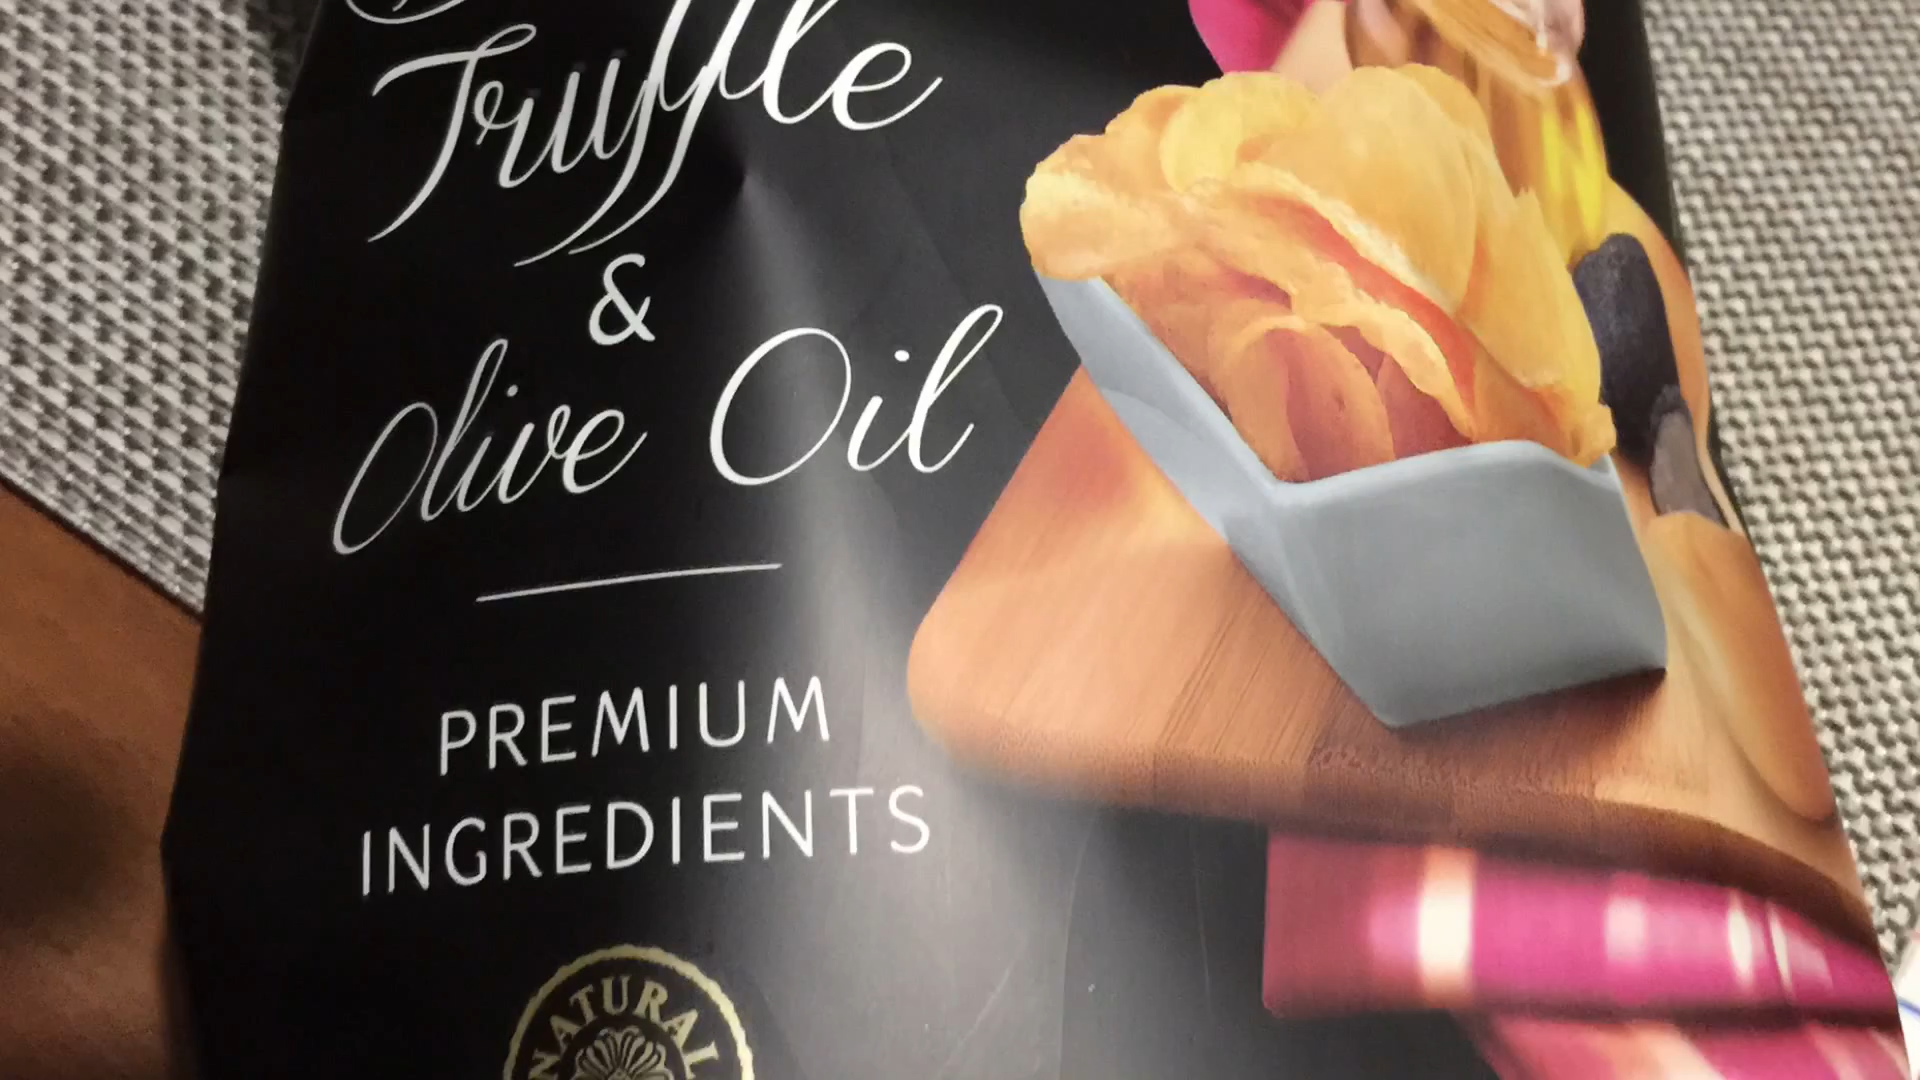 Truffle
&
Olive Oil
PREMIUM
INGREDIENTS
NATURAL